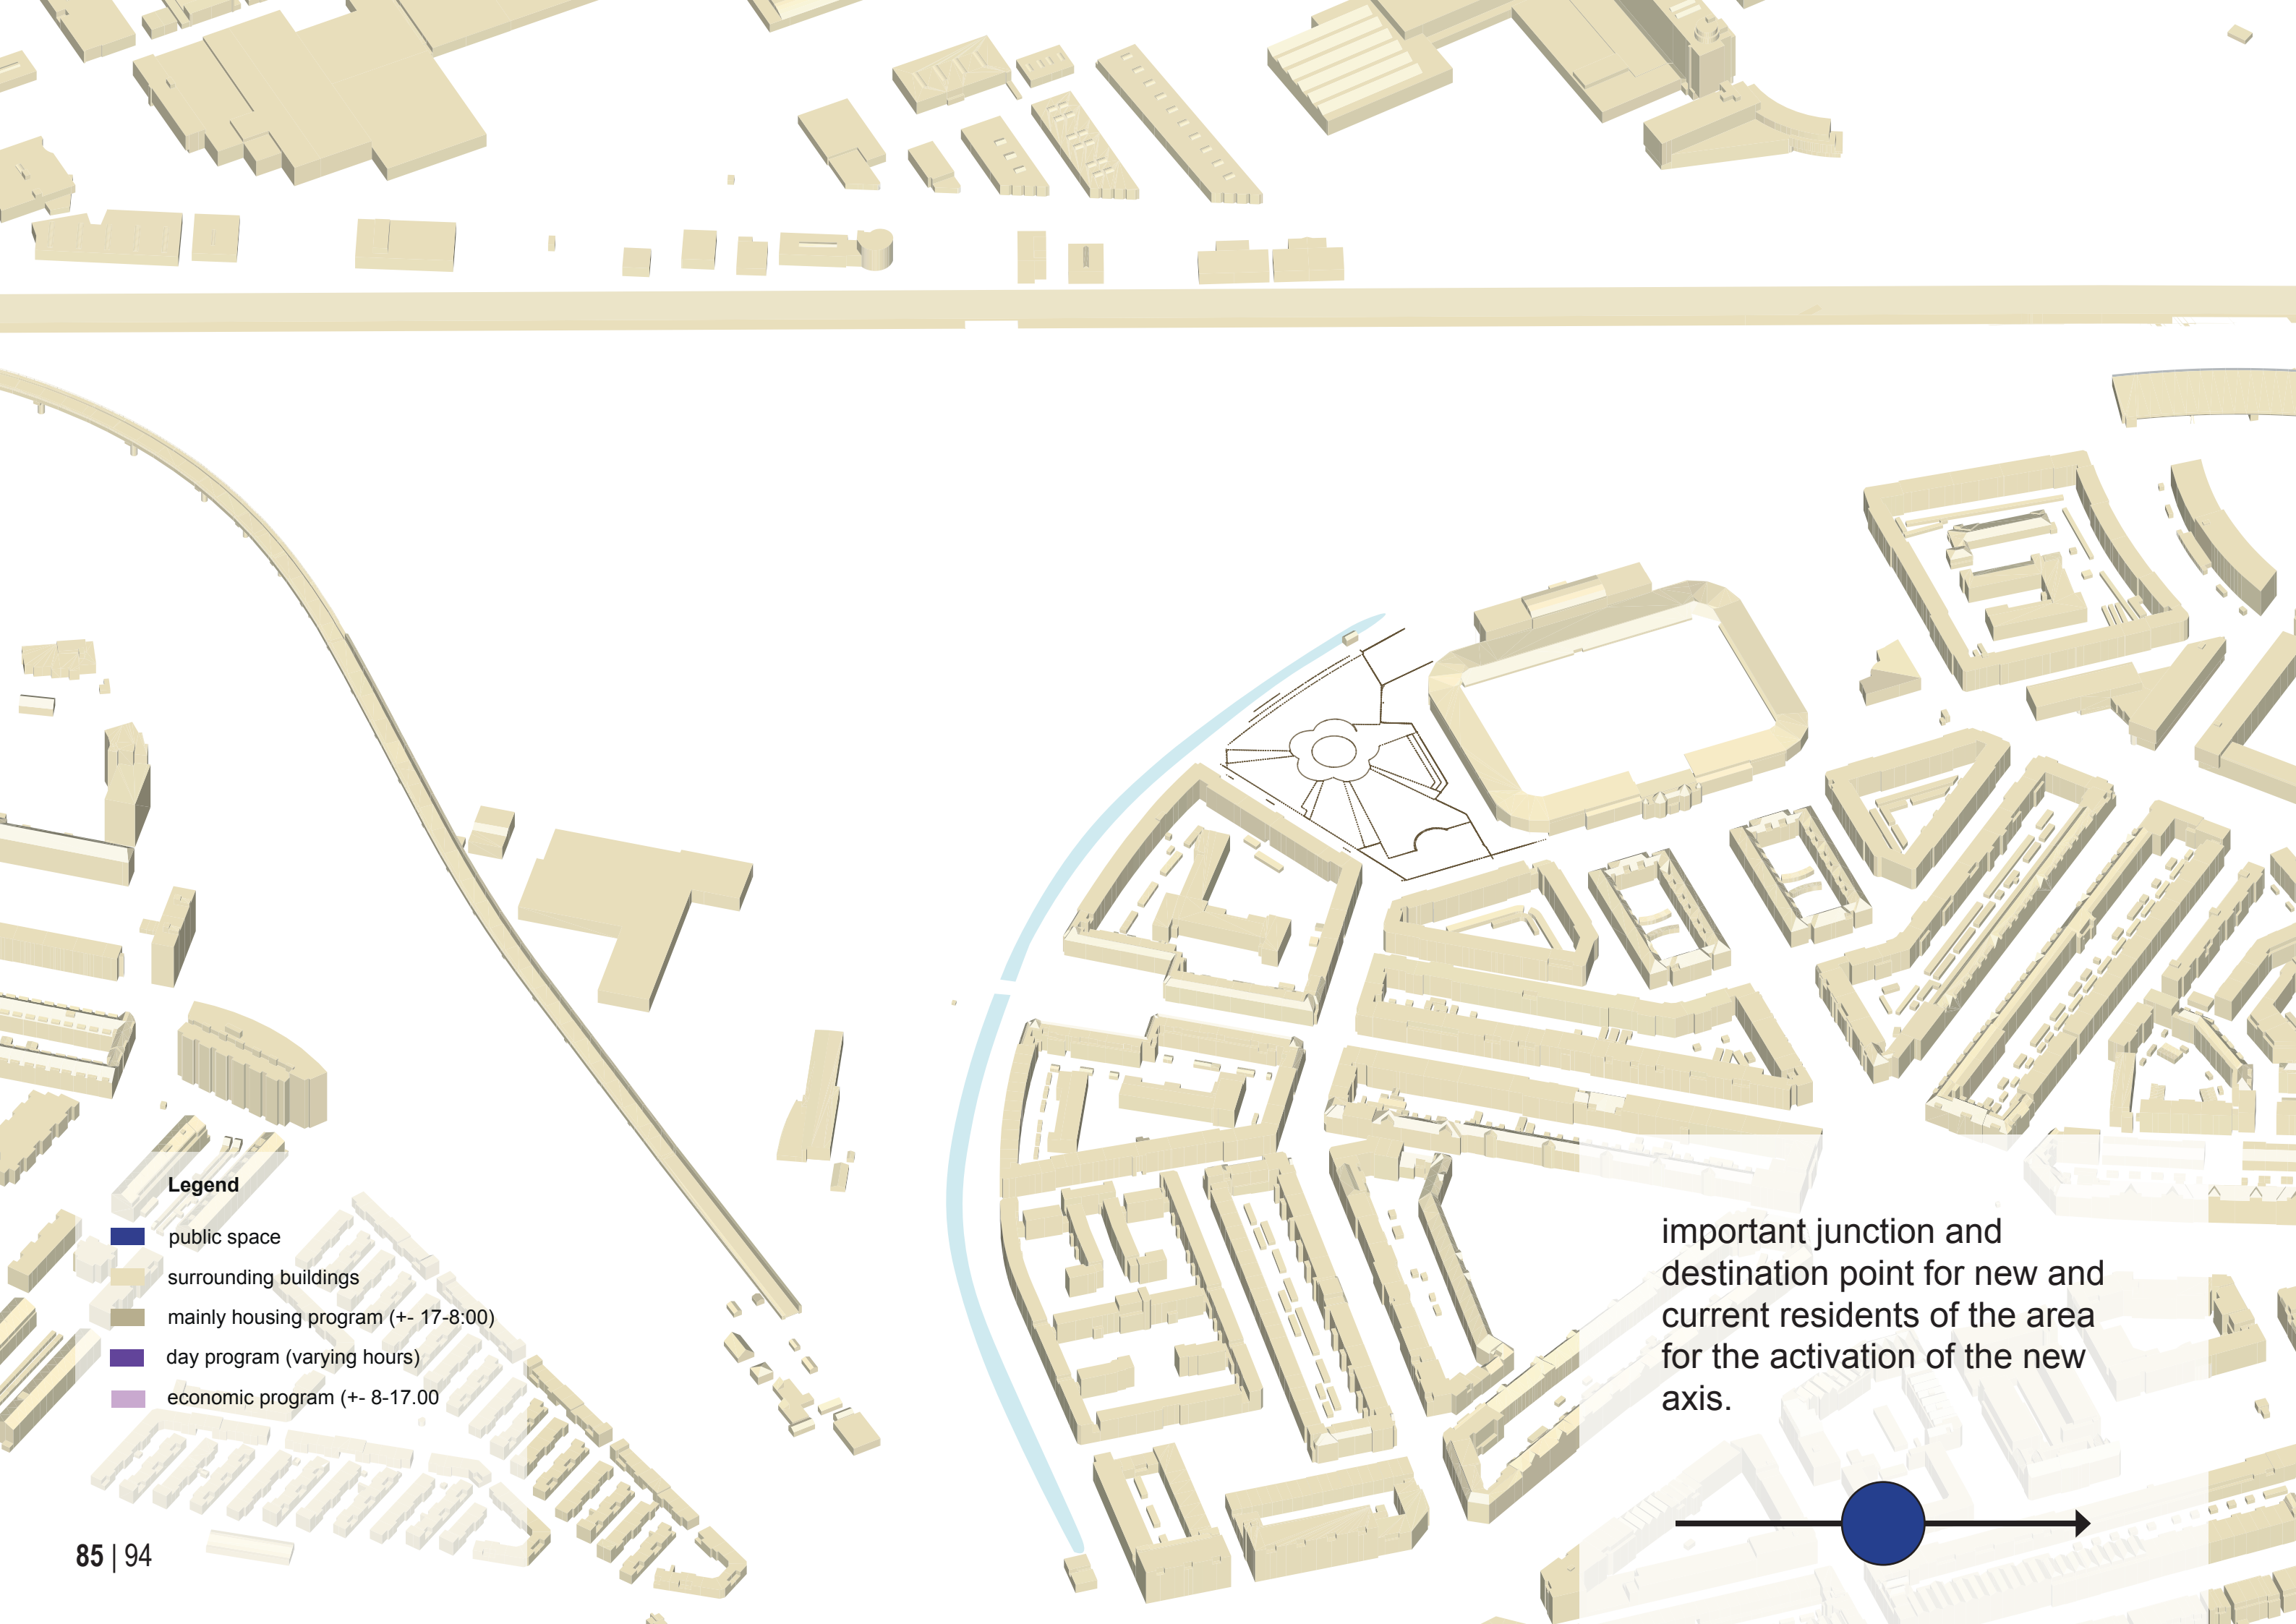 Legend
public space
surrounding buildings
mainly housing program (+- 17-8:00)
day program (varying hours)
economic program (+- 8-17.00
important junction and
destination point for new and
current residents of the area
for the activation of the new
axis.
85 | 94